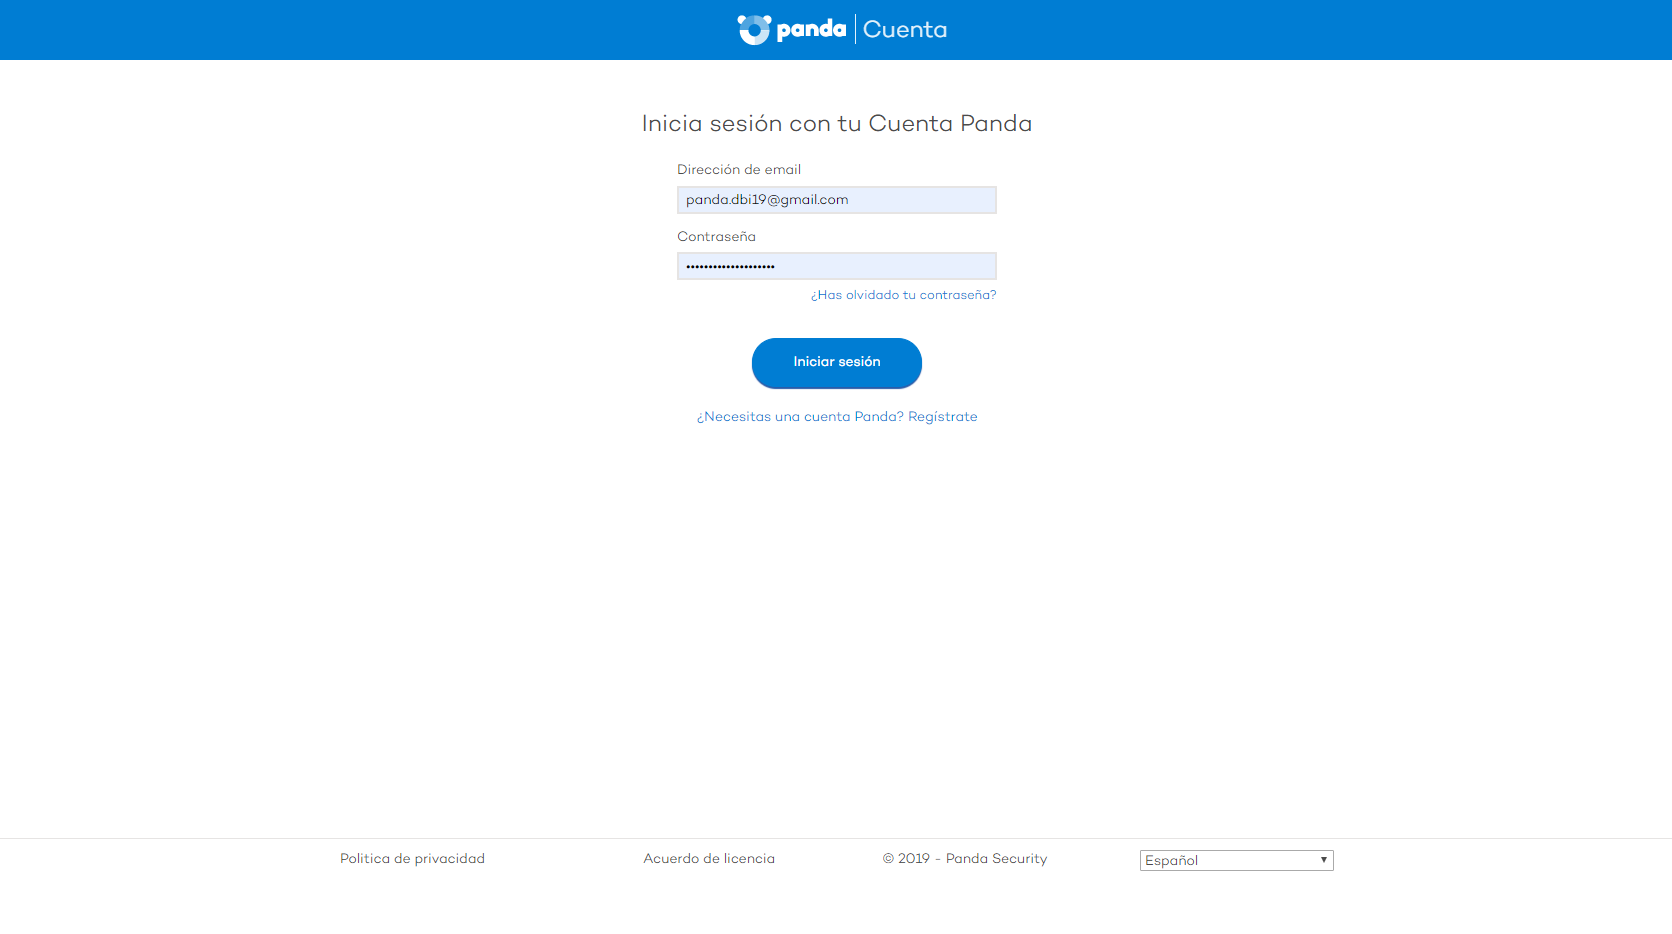 panda Cuenta
Inicia sesión con tu Cuenta Panda
Dirección de email
panda.dbi19@gmail.com
Contraseña
••••••••••••••••••••
¿Has olvidado tu contraseña?
Iniciar sesión
¿Necesitas una cuenta Panda? Regístrate
Politica de privacidad
Acuerdo de licencia
© 2019 - Panda Security
Español